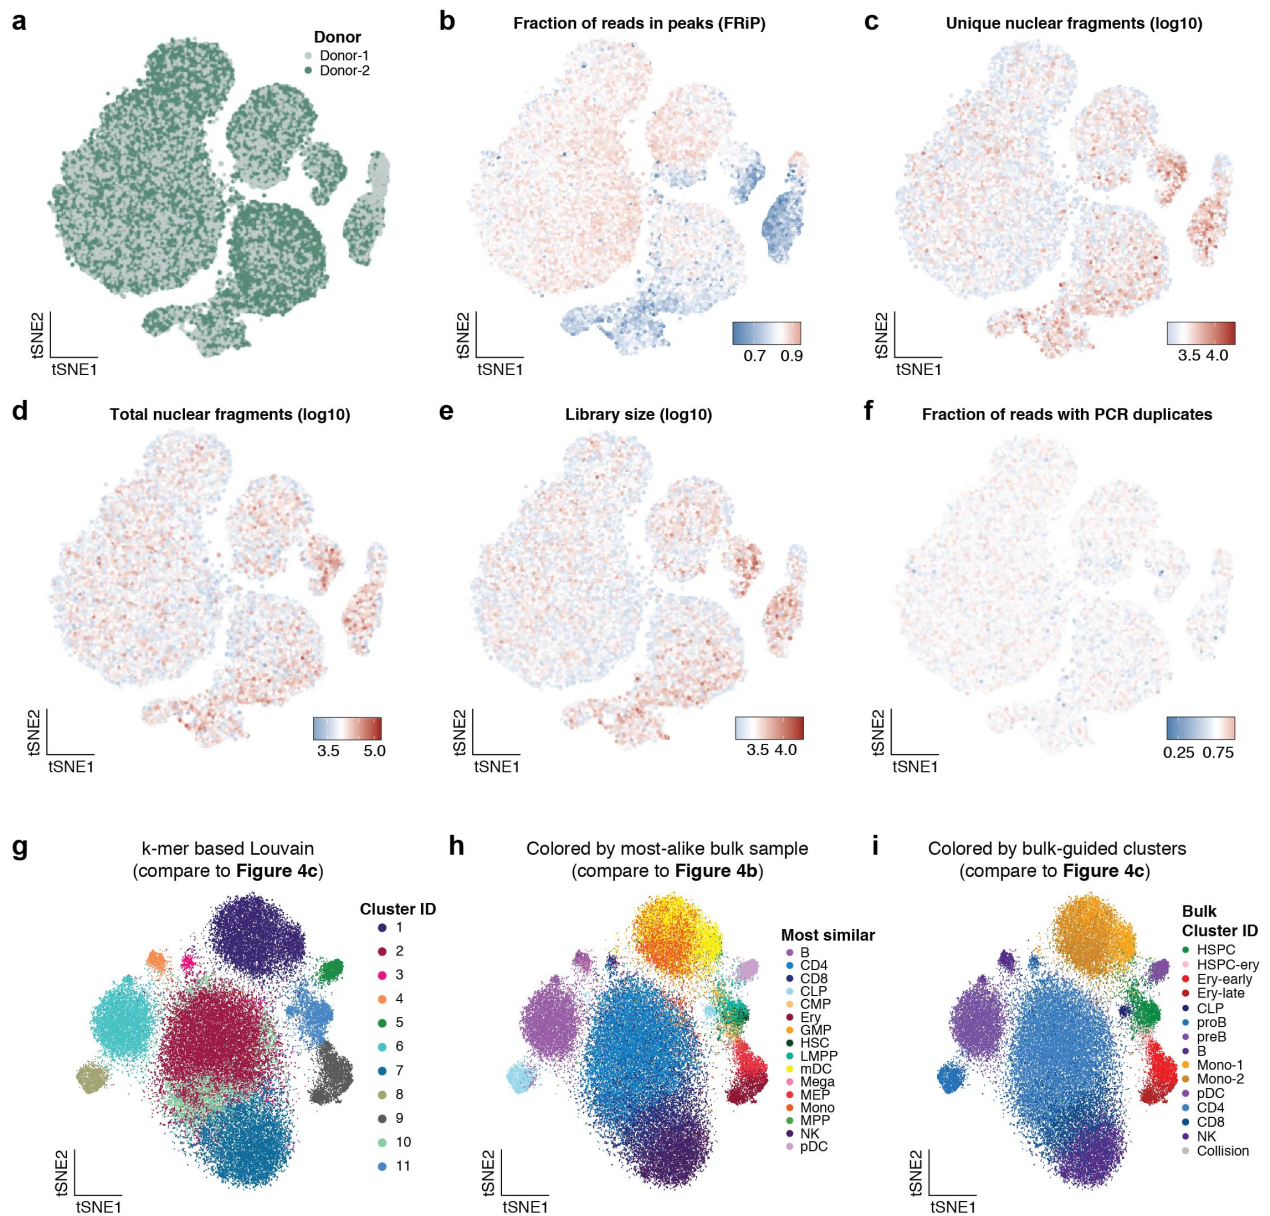 a
Donor
Donor-1
Donor-2
tSNE2
tSNE1
b
Fraction of reads in peaks (FRiP)
0.7 0.9
tSNE2
tSNE1
c
Unique nuclear fragments (log10)
3.5 4.0
tSNE2
tSNE1
d
Total nuclear fragments (log10)
3.5 5.0
tSNE2
tSNE1
e
Library size (log10)
3.5 4.0
tSNE2
tSNE1
f
Fraction of reads with PCR duplicates
0.25 0.75
tSNE2
tSNE1
g
k-mer based Louvain
(compare to Figure 4c)
Cluster ID
1
2
3
4
5
6
7
8
9
10
11
tSNE2
tSNE1
h
Colored by most-alike bulk sample
(compare to Figure 4b)
Most similar
B
CD4
CD8
CLP
CMP
Ery
GMP
HSC
LMPP
mDC
Mega
MEP
Mono
MPP
NK
pDC
tSNE2
tSNE1
i
Colored by bulk-guided clusters
(compare to Figure 4c)
Bulk
Cluster ID
HSPC
HSPC-ery
Ery-early
Ery-late
CLP
proB
preB
B
Mono-1
Mono-2
pDC
CD4
CD8
NK
Collision
tSNE2
tSNE1